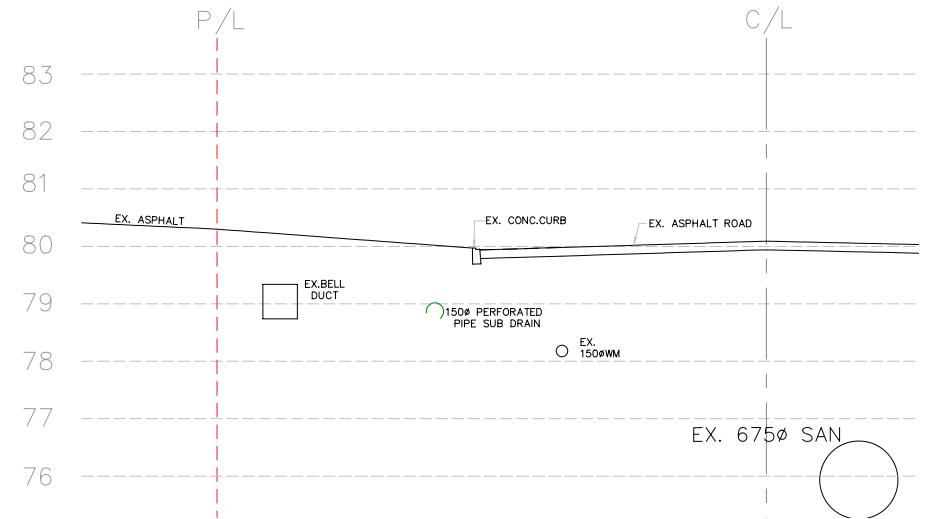 P/L
C/L
83
82
81
EX. ASPHALT
EX. CONC.CURB
EX. ASPHALT ROAD
80
EX.BELL
DUCT
79
150ø PERFORATED
PIPE SUB DRAIN
EX.
150øWM
78
77
EX. 675ø SAN
76